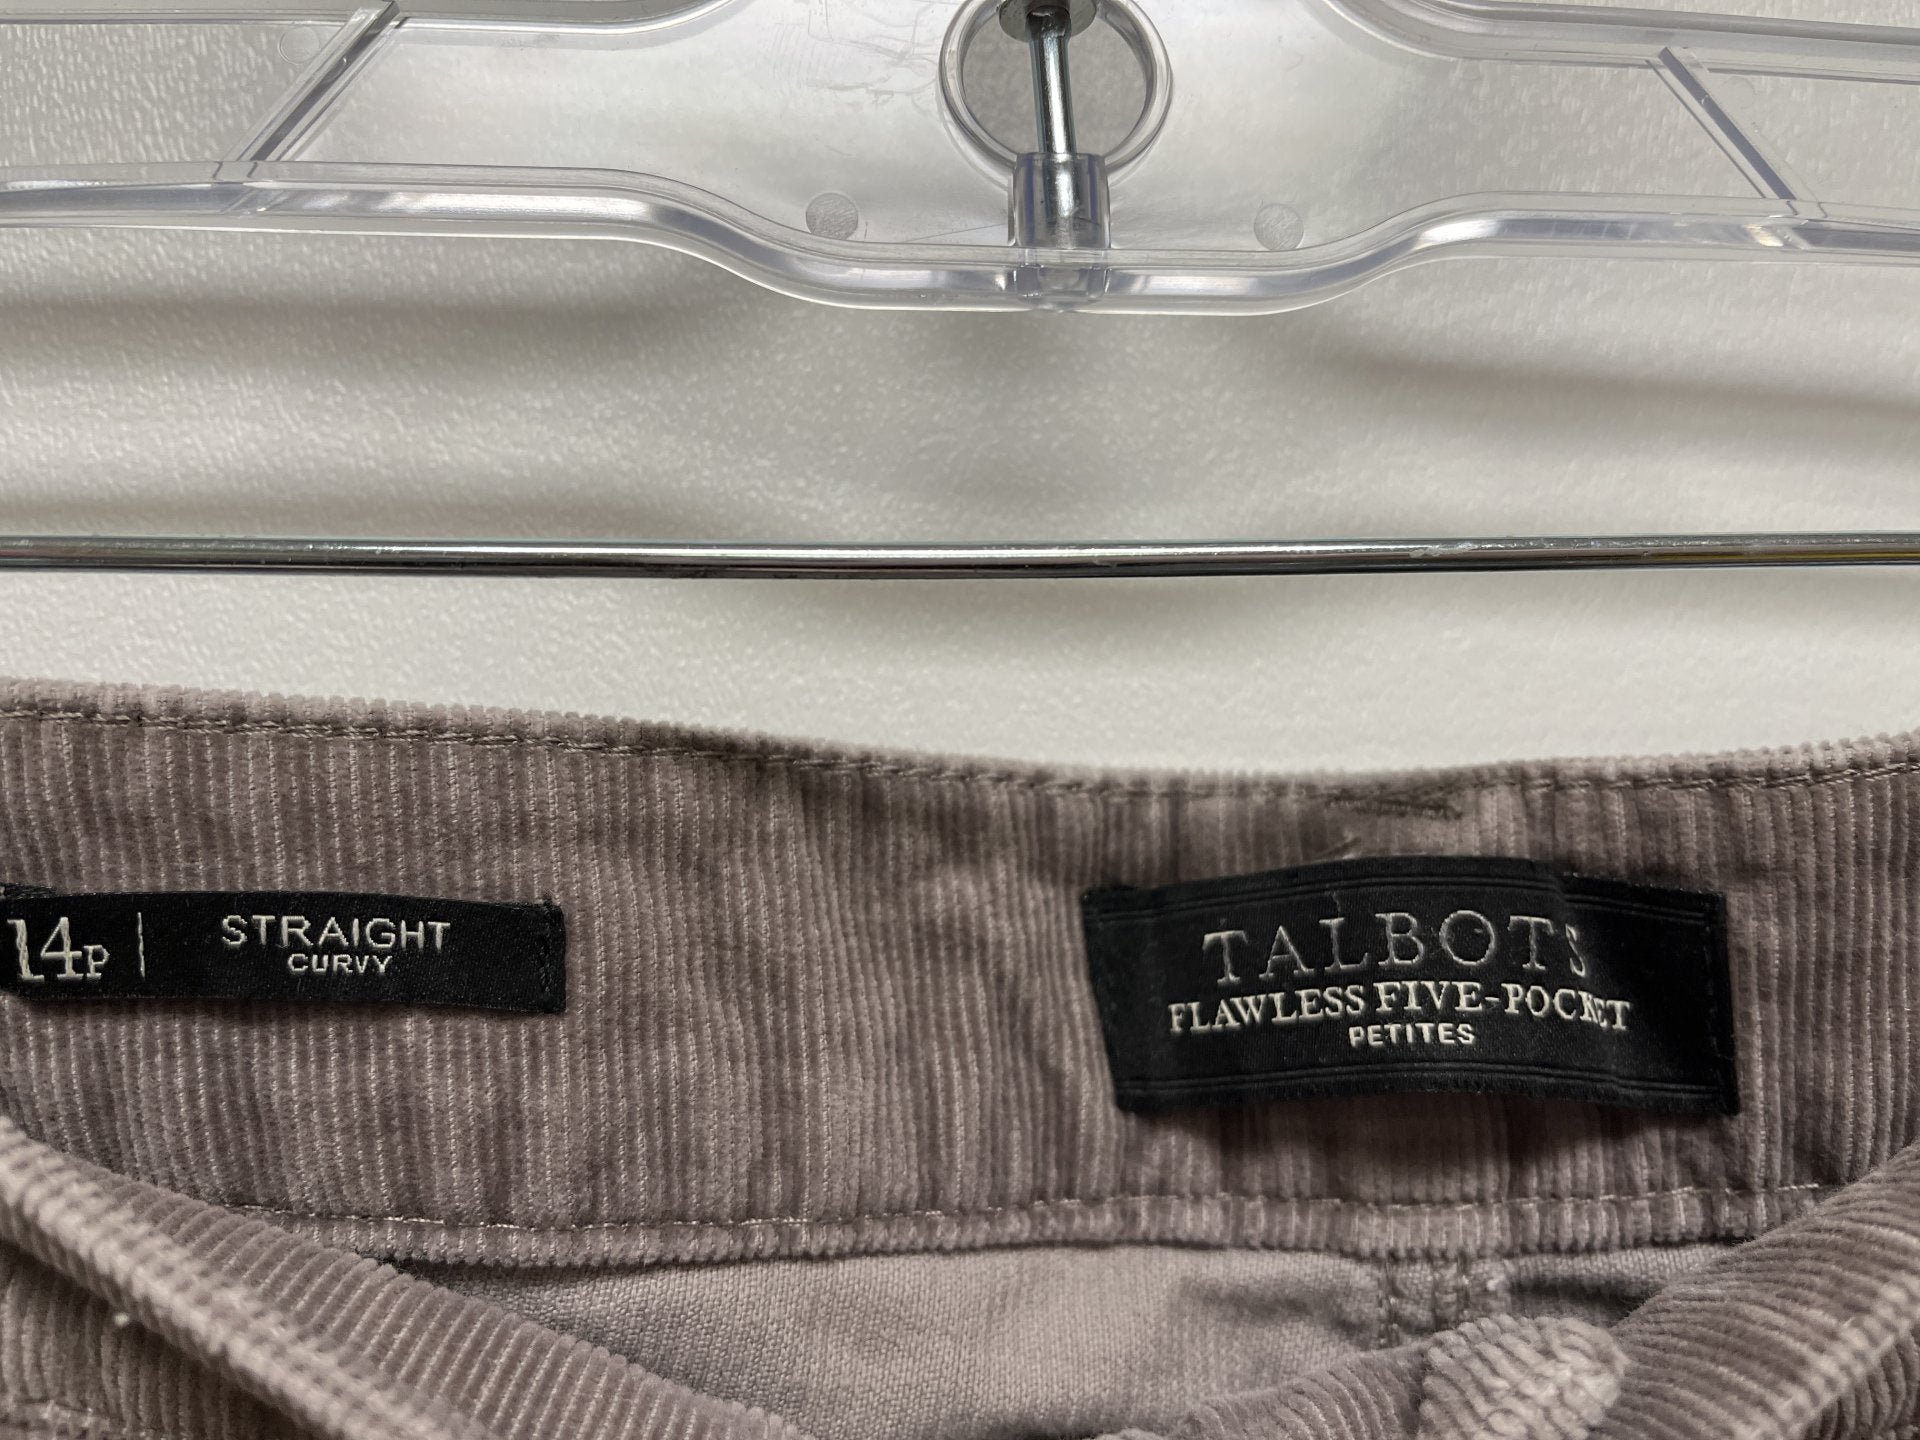 14P | STRAIGHT
CURVY
TALBOTS
FLAWLESS FIVE-POCKET
PETITES